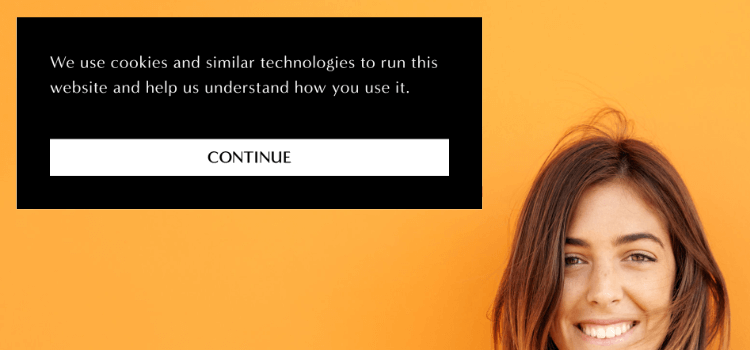 We use cookies and similar technologies to run this
website and help us understand how you use it.
CONTINUE